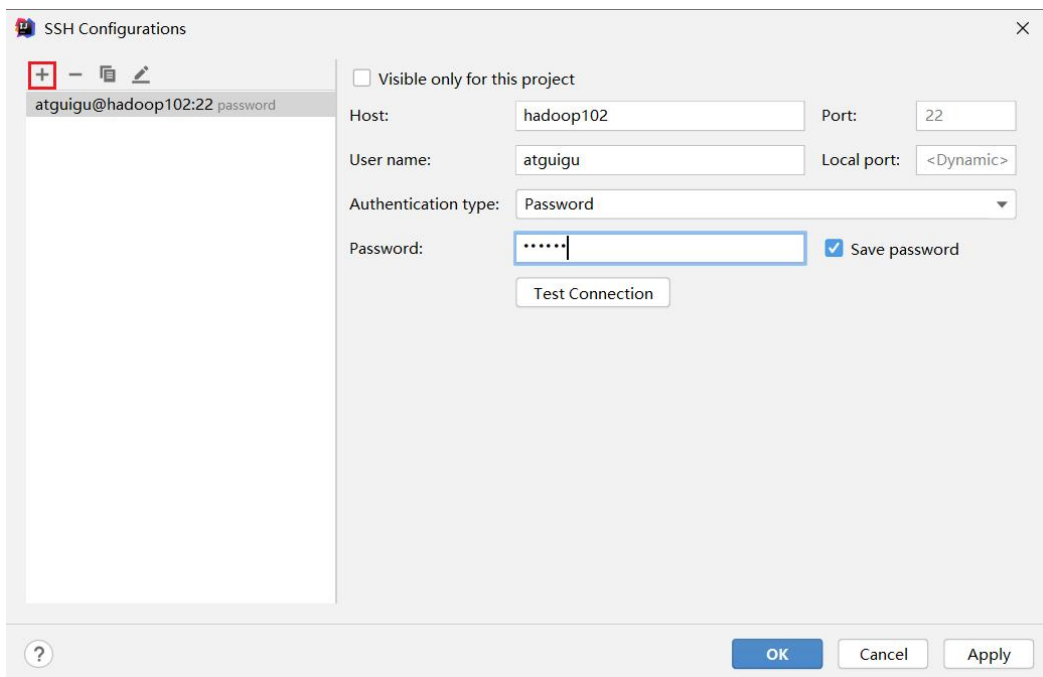 SSH Configurations
Visible only for this project
atguigu@hadoop102:22 password
Host: hadoop102 Port: 22
User name: atguigu Local port: <Dynamic>
Authentication type: Password
Password: •••••• Save password
Test Connection
? OK Cancel Apply